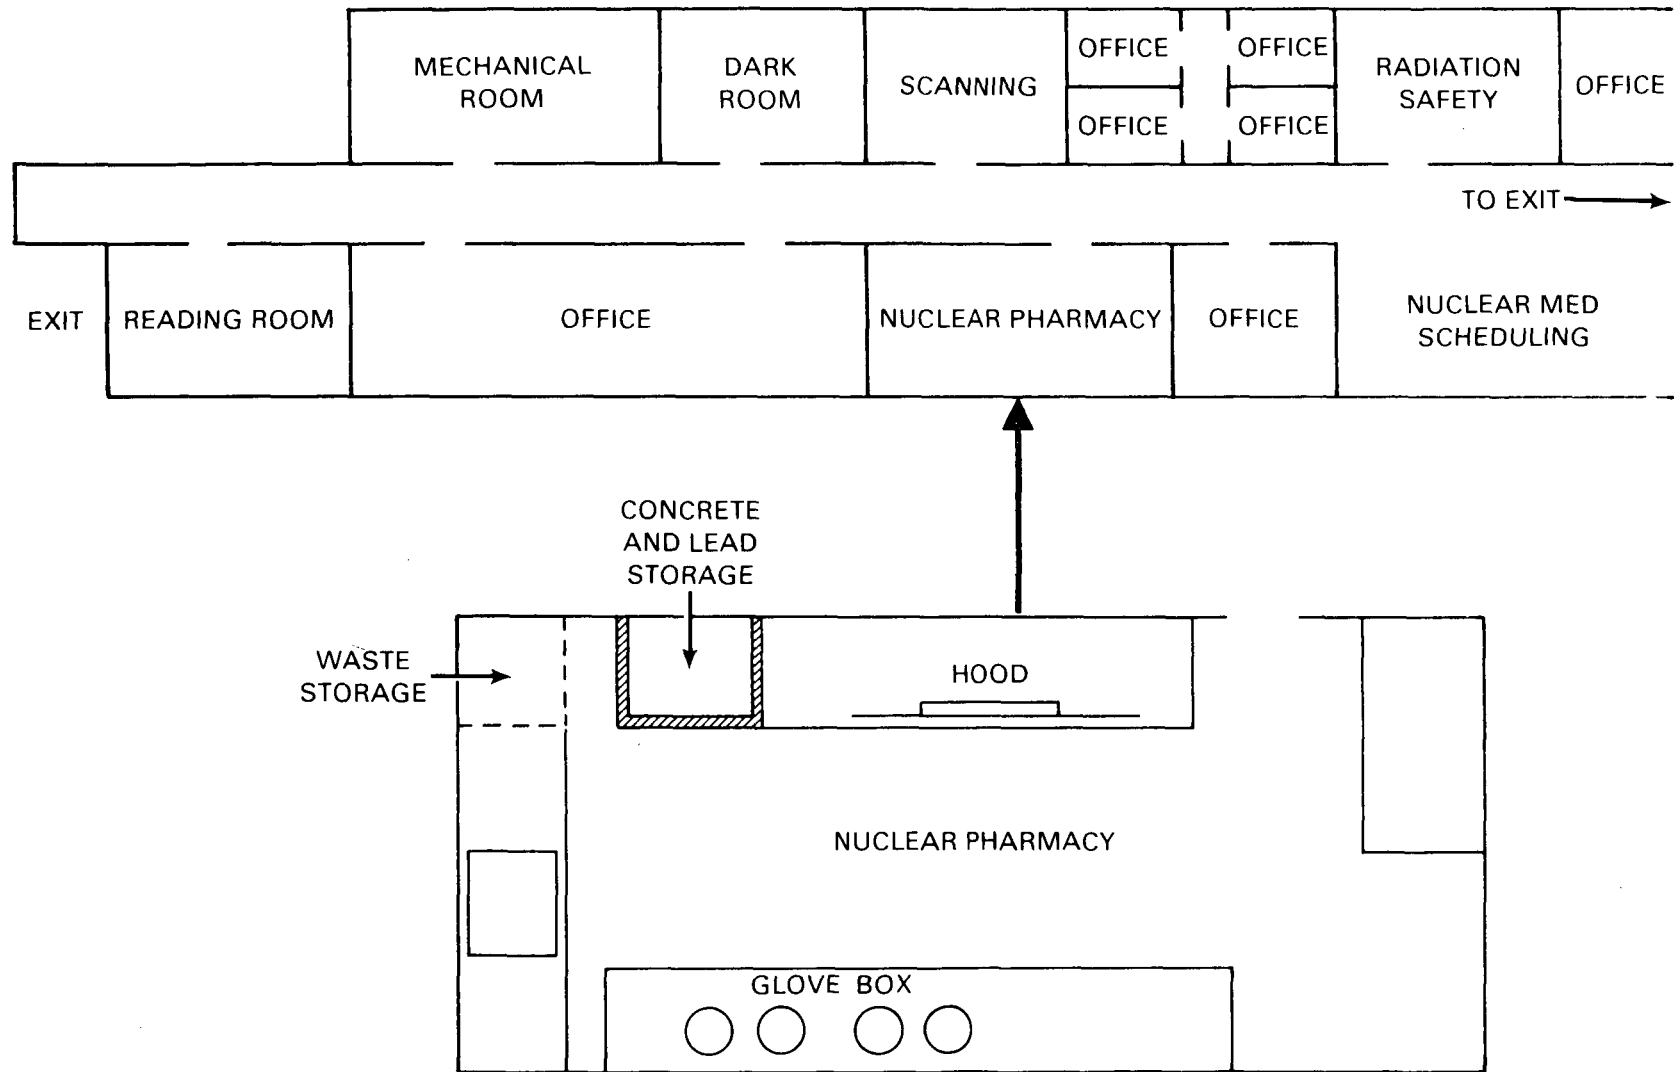 MECHANICAL
ROOM
DARK
ROOM
SCANNING
OFFICE
OFFICE
OFFICE
OFFICE
RADIATION
SAFETY
OFFICE
TO EXIT
EXIT
READING ROOM
OFFICE
NUCLEAR PHARMACY
OFFICE
NUCLEAR MED
SCHEDULING
CONCRETE
AND LEAD
STORAGE
WASTE
STORAGE
HOOD
NUCLEAR PHARMACY
GLOVE BOX